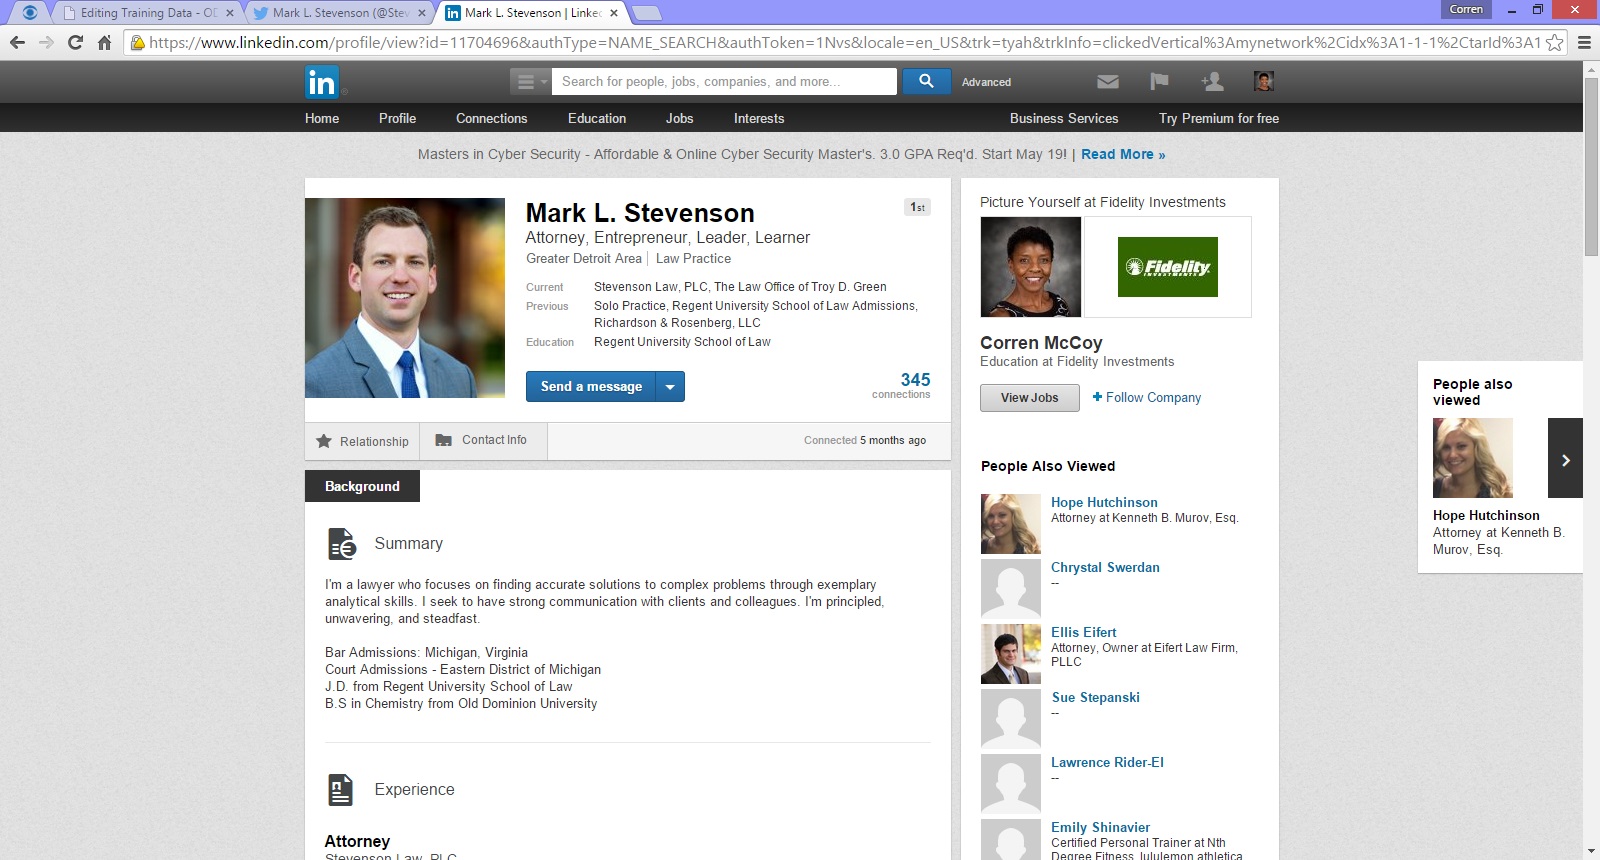 Editing Training Data - OD
Mark L. Stevenson (@Stev
Mark L. Stevenson | Linke
Corren
https://www.linkedin.com/profile/view?id=11704696&authType=NAME_SEARCH&authToken=1Nvs&locale=en_US&trk=tyah&trkInfo=clickedVertical%3Amynetwork%2Cidx%3A1-1-1%2CtarId%3A1
in
Search for people, jobs, companies, and more...
Advanced
Home
Profile
Connections
Education
Jobs
Interests
Business Services
Try Premium for free
Masters in Cyber Security - Affordable & Online Cyber Security Master's. 3.0 GPA Req'd. Start May 19! | Read More »
Mark L. Stevenson
1st
Attorney, Entrepreneur, Leader, Learner
Greater Detroit Area | Law Practice
Current Stevenson Law, PLC, The Law Office of Troy D. Green
Previous Solo Practice, Regent University School of Law Admissions,
Richardson & Rosenberg, LLC
Education Regent University School of Law
Send a message
345
connections
Relationship
Contact Info
Connected 5 months ago
Background
Summary
I'm a lawyer who focuses on finding accurate solutions to complex problems through exemplary
analytical skills. I seek to have strong communication with clients and colleagues. I'm principled,
unwavering, and steadfast.
Bar Admissions: Michigan, Virginia
Court Admissions - Eastern District of Michigan
J.D. from Regent University School of Law
B.S in Chemistry from Old Dominion University
Experience
Attorney
Stevenson Law, PLC
Picture Yourself at Fidelity Investments
Fidelity
INVESTMENTS
Corren McCoy
Education at Fidelity Investments
View Jobs
+ Follow Company
People Also Viewed
Hope Hutchinson
Attorney at Kenneth B. Murov, Esq.
Chrystal Swerdan
--
Ellis Eifert
Attorney, Owner at Eifert Law Firm,
PLLC
Sue Stepanski
--
Lawrence Rider-El
--
Emily Shinavier
Certified Personal Trainer at Nth
Degree Fitness, lululemon athletica
People also
viewed
Hope Hutchinson
Attorney at Kenneth B.
Murov, Esq.